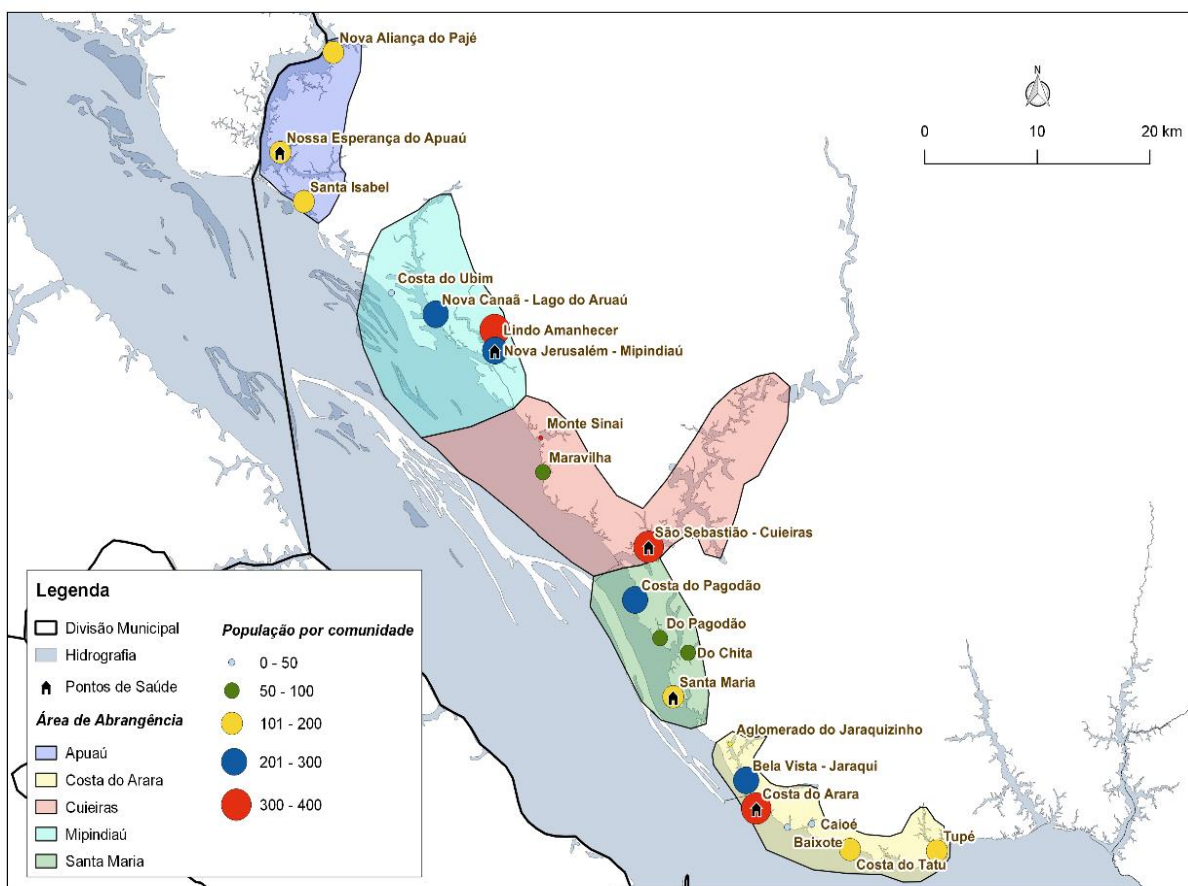 Nova Aliança do Pajé
N
Nossa Esperança do Apuaú
0 10 20 km
Santa Isabel
Costa do Ubim
Nova Canaã - Lago do Aruaú
Lindo Amanhecer
Nova Jerusalém - Mipindiaú
Monte Sinai
Maravilha
São Sebastião - Cuieiras
Costa do Pagodão
Do Pagodão
Do Chita
Santa Maria
Aglomerado do Jaraquizinho
Bela Vista - Jaraqui
Costa do Arara
Caioé
Baixote
Tupé
Costa do Tatu
Legenda
Divisão Municipal
Hidrografia
Pontos de Saúde
Área de Abrangência
Apuaú
Costa do Arara
Cuieiras
Mipindiaú
Santa Maria
População por comunidade
0 - 50
50 - 100
101 - 200
201 - 300
300 - 400